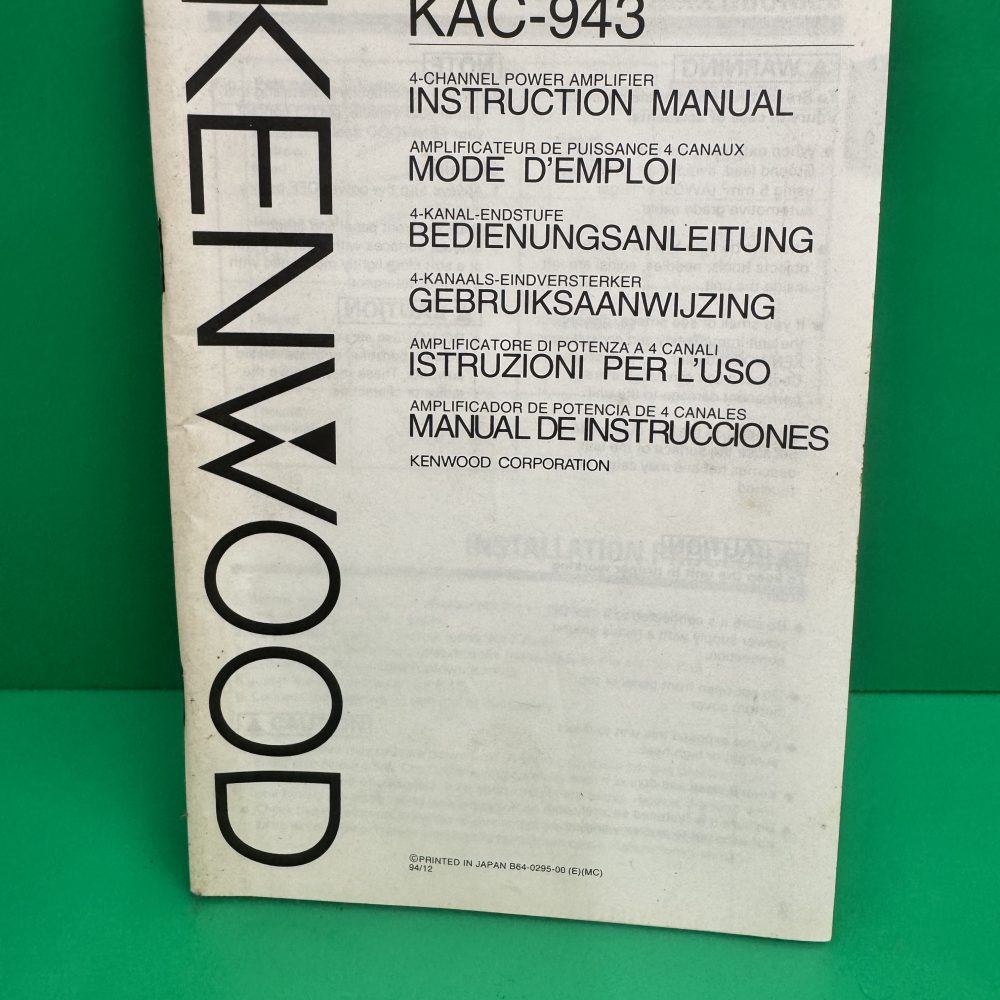 KENWOOD
KAC-943
4-CHANNEL POWER AMPLIFIER
INSTRUCTION MANUAL
AMPLIFICATEUR DE PUISSANCE 4 CANAUX
MODE D'EMPLOI
4-KANAL-ENDSTUFE
BEDIENUNGSANLEITUNG
4-KANAALS-EINDVERSTERKER
GEBRUIKSAANWIJZING
AMPLIFICATORE DI POTENZA A 4 CANALI
ISTRUZIONI PER L'USO
AMPLIFICADOR DE POTENCIA DE 4 CANALES
MANUAL DE INSTRUCCIONES
KENWOOD CORPORATION
©PRINTED IN JAPAN B64-0295-00 (E)(MC)
94/12